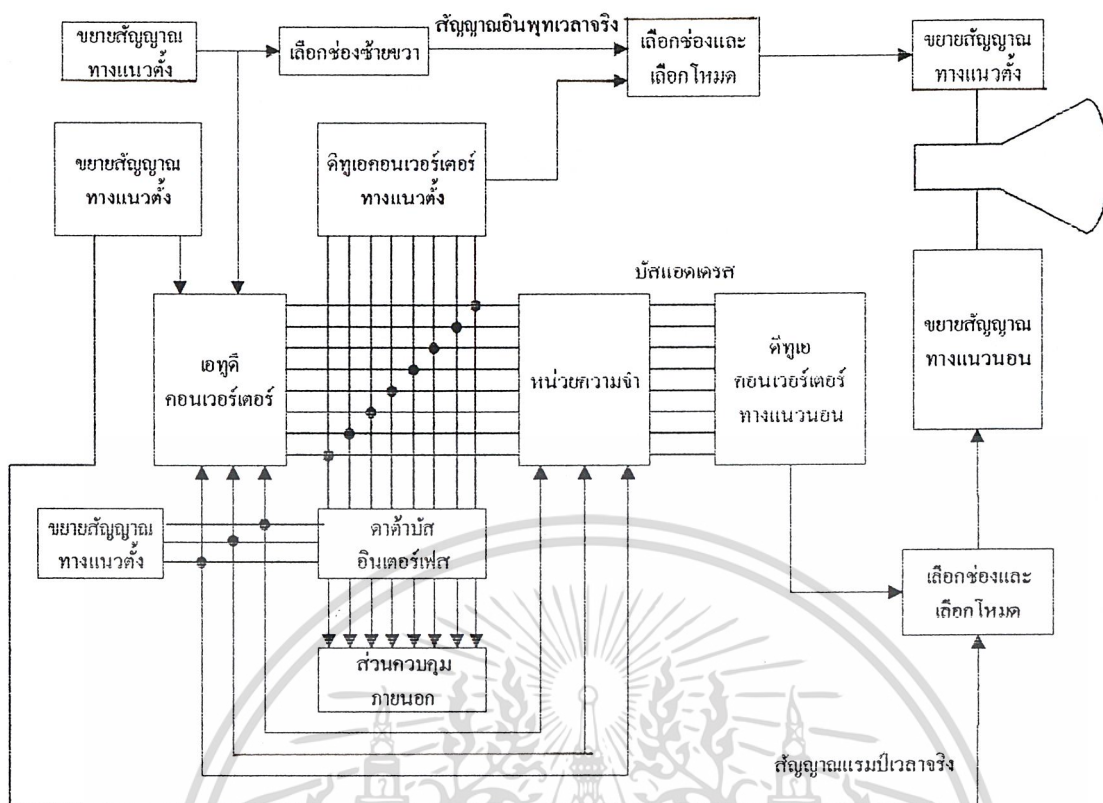 ขยายสัญญาณ
ทางแนวตั้ง
เลือกช่องซ้ายขวา
สัญญาณอินพุทเวลาจริง
เลือกช่องและ
เลือกโหมด
ขยายสัญญาณ
ทางแนวตั้ง
ขยายสัญญาณ
ทางแนวตั้ง
ดีทูเอคอนเวอร์เตอร์
ทางแนวตั้ง
บัสแอดเดรส
เอทูดี
คอนเวอร์เตอร์
หน่วยความจำ
ดีทูเอ
คอนเวอร์เตอร์
ทางแนวนอน
ขยายสัญญาณ
ทางแนวนอน
ขยายสัญญาณ
ทางแนวตั้ง
ดาต้าบัส
อินเตอร์เฟส
เลือกช่องและ
เลือกโหมด
ส่วนควบคุม
ภายนอก
สัญญาณแรมป์เวลาจริง